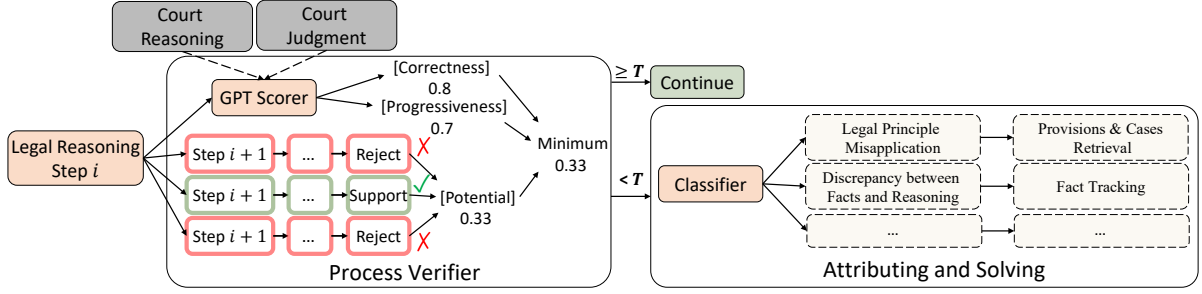 Court
Reasoning
Court
Judgment
GPT Scorer
[Correctness]
0.8
[Progressiveness]
0.7
Legal Reasoning
Step i
Step i + 1
...
Reject
Step i + 1
...
Support
Step i + 1
...
Reject
[Potential]
0.33
Minimum
0.33
Process Verifier
≥ T
Continue
< T
Classifier
Legal Principle
Misapplication
Provisions & Cases
Retrieval
Discrepancy between
Facts and Reasoning
Fact Tracking
...
...
Attributing and Solving